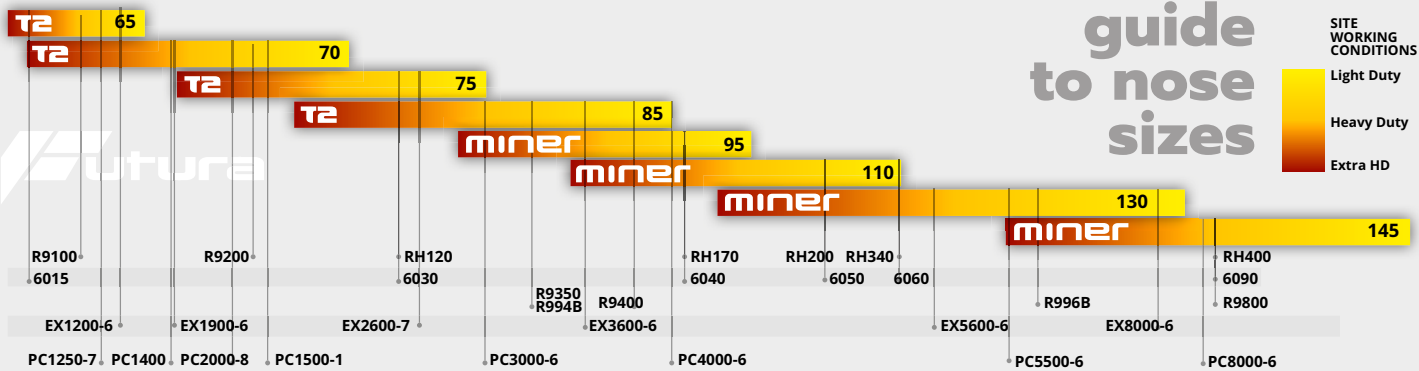 T2 65
T2 70
T2 75
T2 85
miner 95
miner 110
miner 130
miner 145
Futura
guide
to nose
sizes
SITE
WORKING
CONDITIONS
Light Duty
Heavy Duty
Extra HD
R9100 R9200 RH120 RH170 RH200 RH340 RH400
6015 6030 6040 6050 6060 6090
R9350
R994B R9400 R996B R9800
EX1200-6 EX1900-6 EX2600-7 EX3600-6 EX5600-6 EX8000-6
PC1250-7 PC1400 PC2000-8 PC1500-1 PC3000-6 PC4000-6 PC5500-6 PC8000-6